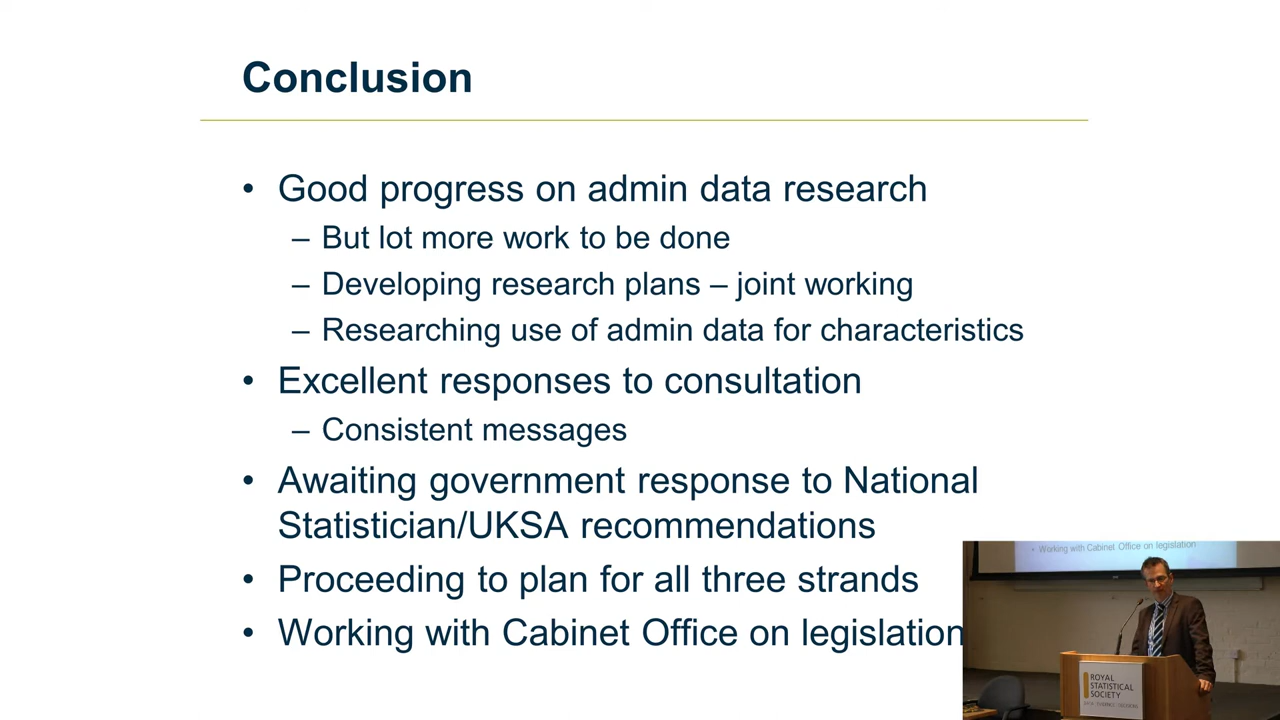 Conclusion
• Good progress on admin data research
– But lot more work to be done
– Developing research plans – joint working
– Researching use of admin data for characteristics
• Excellent responses to consultation
– Consistent messages
• Awaiting government response to National
Statistician/UKSA recommendations
• Proceeding to plan for all three strands
• Working with Cabinet Office on legislation
• Working with Cabinet Office on legislation
ROYAL
STATISTICAL
SOCIETY